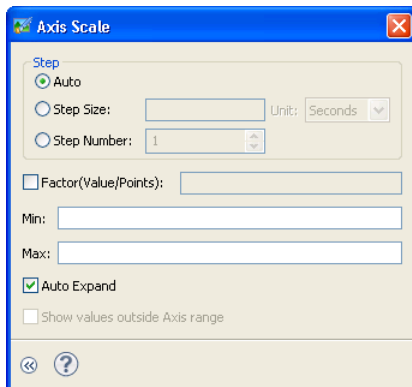 Axis Scale
Step
Auto
Step Size: Unit: Seconds
Step Number: 1
Factor(Value/Points):
Min:
Max:
Auto Expand
Show values outside Axis range
?